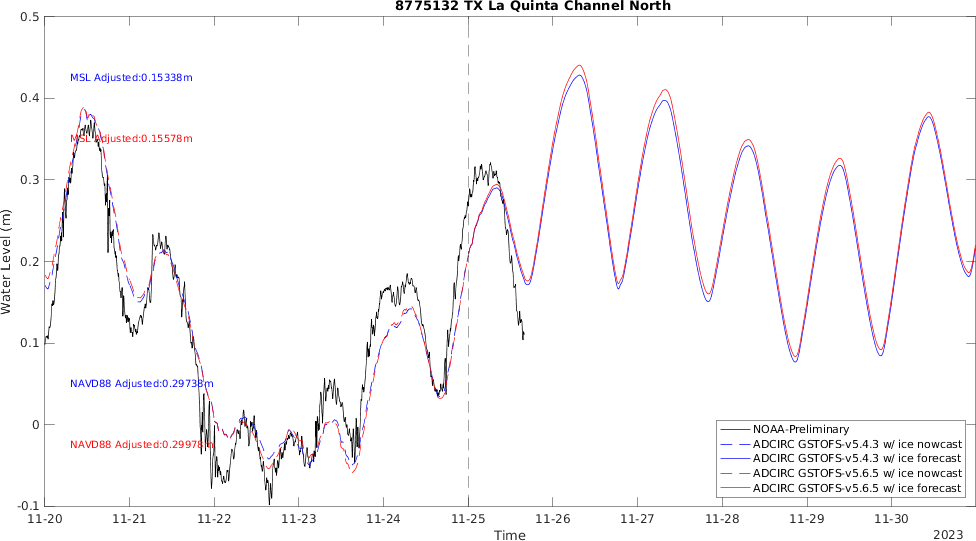 8775132 TX La Quinta Channel North
0.5
0.4
0.3
0.2
0.1
0
-0.1
Water Level (m)
MSL Adjusted:0.15338m
MSL Adjusted:0.15578m
NAVD88 Adjusted:0.29738m
NAVD88 Adjusted:0.29978m
NOAA-Preliminary
ADCIRC GSTOFS-v5.4.3 w/ ice nowcast
ADCIRC GSTOFS-v5.4.3 w/ ice forecast
ADCIRC GSTOFS-v5.6.5 w/ ice nowcast
ADCIRC GSTOFS-v5.6.5 w/ ice forecast
11-20 11-21 11-22 11-23 11-24 11-25 11-26 11-27 11-28 11-29 11-30
Time
2023